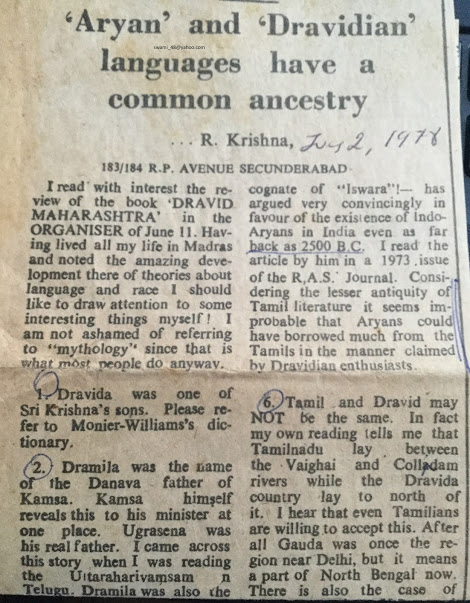 'Aryan' and 'Dravidian'
swami_48@yahoo.com
languages have a
common ancestry
... R. Krishna, July 2, 1978
183/184 R.P. AVENUE SECUNDERABAD
I read with interest the re-
view of the book 'DRAVID
MAHARASHTRA' in the
ORGANISER of June 11. Hav-
ing lived all my life in Madras
and noted the amazing deve-
lopment there of theories about
language and race I should
like to draw attention to some
interesting things myself! I
am not ashamed of referring
to "mythology" since that is
what most people do anyway.
1. Dravida was one of
Sri Krishna's sons. Please re-
fer to Monier-Williams's dic-
tionary.
2. Dramila was the name
of the Danava father of
Kamsa. Kamsa himself
reveals this to his minister at
one place. Ugrasena was
his real father. I came across
this story when I was reading
the Uttaraharivamsam n
Telugu. Dramila was also the
cognate of "Iswara"!— has
argued very convincingly in
favour of the existence of Indo-
Aryans in India even as far
back as 2500 B.C. I read the
article by him in a 1973 issue
of the R.A.S. Journal. Consi-
dering the lesser antiquity of
Tamil literature it seems im-
probable that Aryans could
have borrowed much from the
Tamils in the manner claimed
by Dravidian enthusiasts.
6. Tamil and Dravid may
NOT be the same. In fact
my own reading tells me that
Tamilnadu lay between
the Vaighai and Colladam
rivers while the Dravida
country lay to north of
it. I hear that even Tamilians
are willing to accept this. After
all Gauda was once the re-
gion near Delhi, but it means
a part of North Bengal now.
There is also the case of